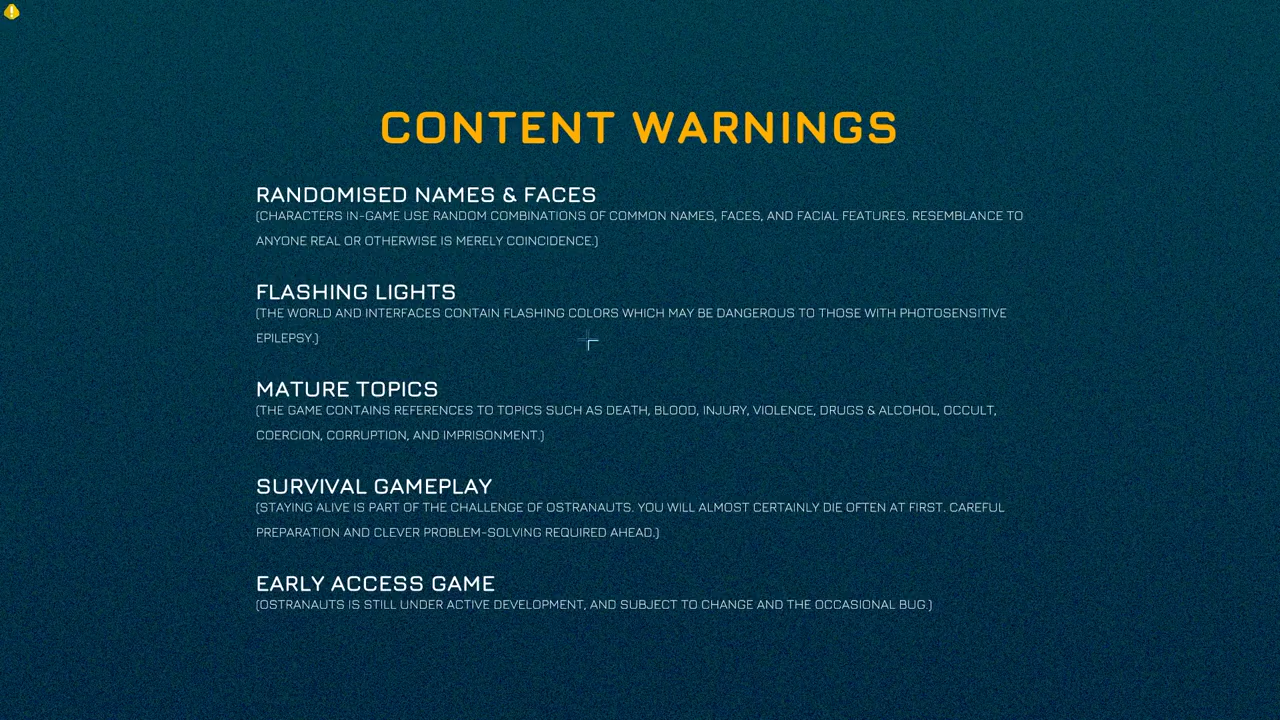 CONTENT WARNINGS
RANDOMISED NAMES & FACES
(CHARACTERS IN-GAME USE RANDOM COMBINATIONS OF COMMON NAMES, FACES, AND FACIAL FEATURES. RESEMBLANCE TO
ANYONE REAL OR OTHERWISE IS MERELY COINCIDENCE.)
FLASHING LIGHTS
(THE WORLD AND INTERFACES CONTAIN FLASHING COLORS WHICH MAY BE DANGEROUS TO THOSE WITH PHOTOSENSITIVE
EPILEPSY.)
MATURE TOPICS
(THE GAME CONTAINS REFERENCES TO TOPICS SUCH AS DEATH, BLOOD, INJURY, VIOLENCE, DRUGS & ALCOHOL, OCCULT,
COERCION, CORRUPTION, AND IMPRISONMENT.)
SURVIVAL GAMEPLAY
(STAYING ALIVE IS PART OF THE CHALLENGE OF OSTRANAUTS. YOU WILL ALMOST CERTAINLY DIE OFTEN AT FIRST. CAREFUL
PREPARATION AND CLEVER PROBLEM-SOLVING REQUIRED AHEAD.)
EARLY ACCESS GAME
(OSTRANAUTS IS STILL UNDER ACTIVE DEVELOPMENT, AND SUBJECT TO CHANGE AND THE OCCASIONAL BUG.)